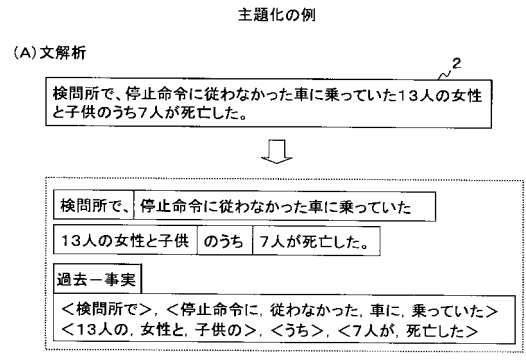 主題化の例
(A)文解析
2
検問所で、停止命令に従わなかった車に乗っていた13人の女性
と子供のうち7人が死亡した。
検問所で、 停止命令に従わなかった車に乗っていた
13人の女性と子供 のうち 7人が死亡した。
過去－事実
＜検問所で＞, ＜停止命令に, 従わなかった, 車に, 乗っていた＞
＜13人の, 女性と, 子供の＞, ＜うち＞, ＜7人が, 死亡した＞